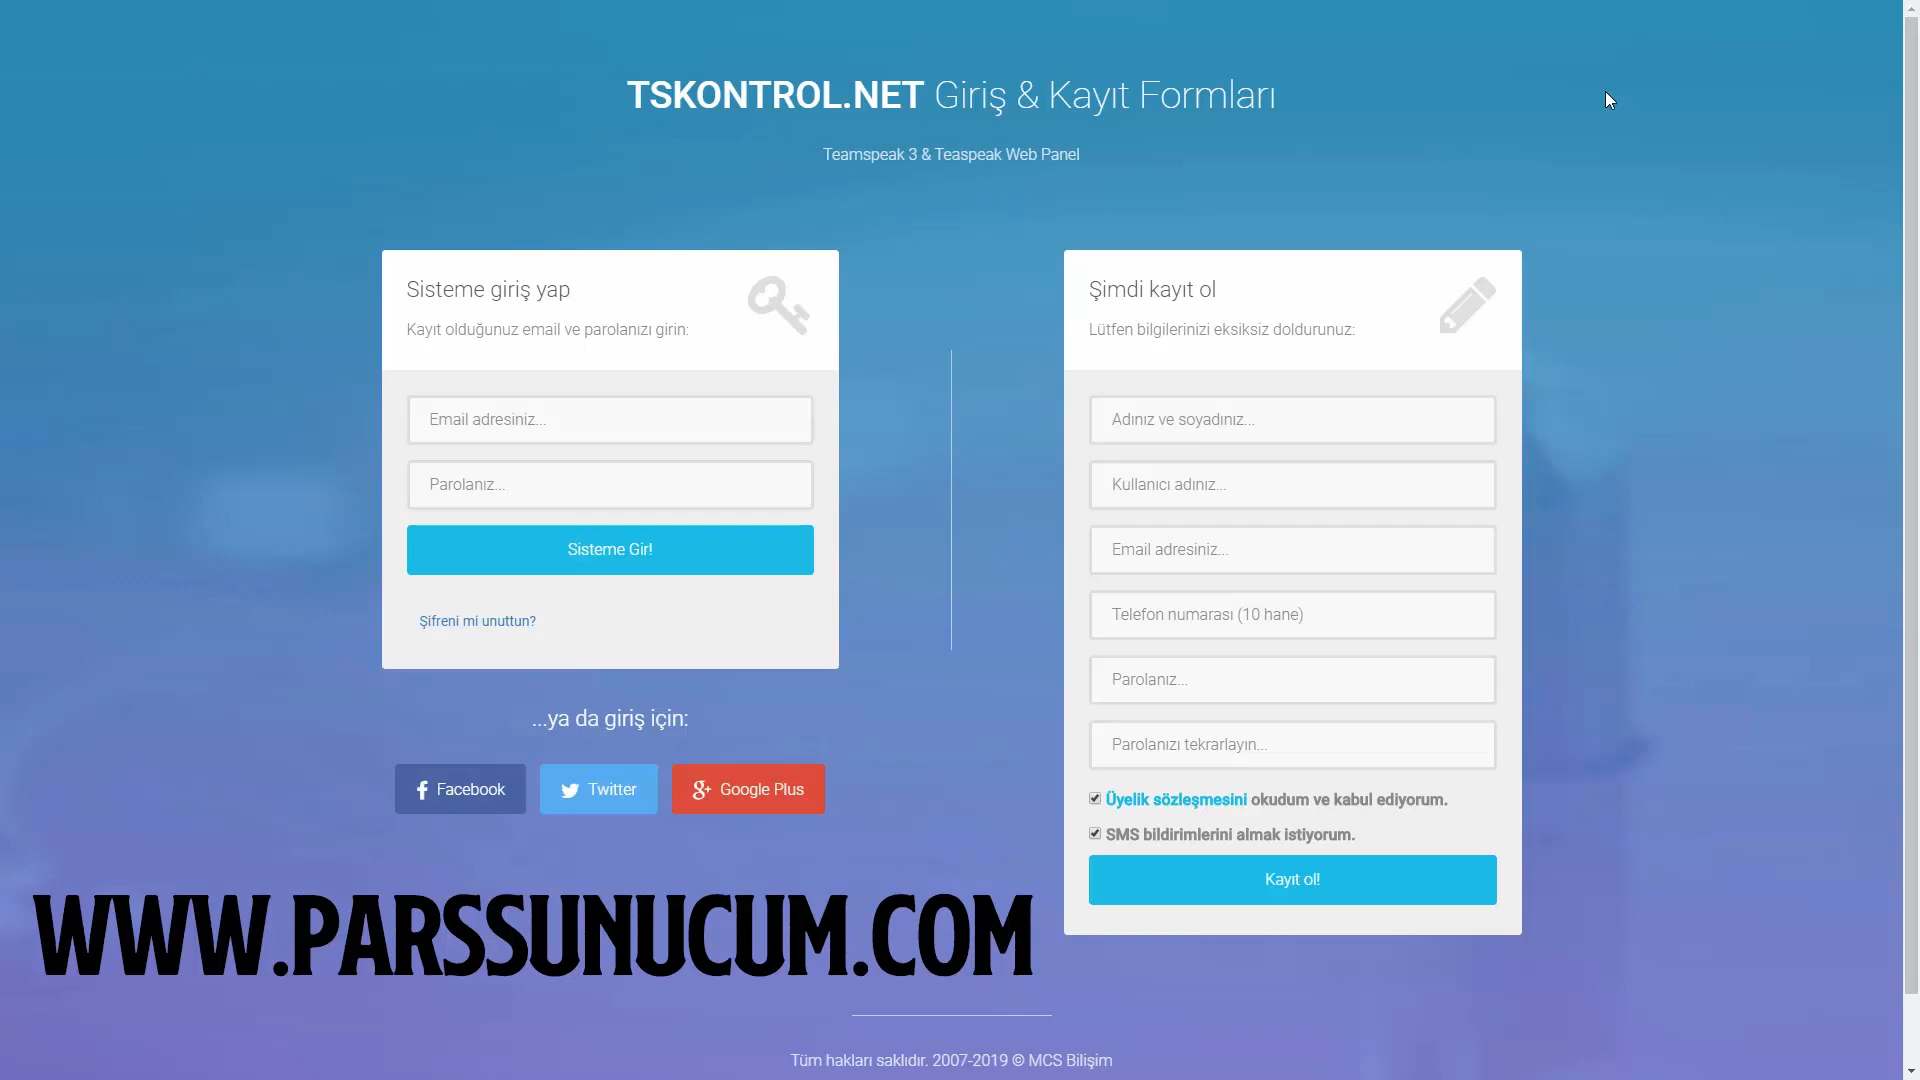 TSKONTROL.NET Giriş & Kayıt Formları
Teamspeak 3 & Teaspeak Web Panel
Sisteme giriş yap
Kayıt olduğunuz email ve parolanızı girin:
Email adresiniz...
Parolanız...
Sisteme Gir!
Şifreni mi unuttun?
...ya da giriş için:
Facebook
Twitter
Google Plus
Şimdi kayıt ol
Lütfen bilgilerinizi eksiksiz doldurunuz:
Adınız ve soyadınız...
Kullanıcı adınız...
Email adresiniz...
Telefon numarası (10 hane)
Parolanız...
Parolanızı tekrarlayın...
Üyelik sözleşmesini okudum ve kabul ediyorum.
SMS bildirimlerini almak istiyorum.
Kayıt ol!
WWW.PARSSUNUCUM.COM
Tüm hakları saklıdır. 2007-2019 © MCS Bilişim